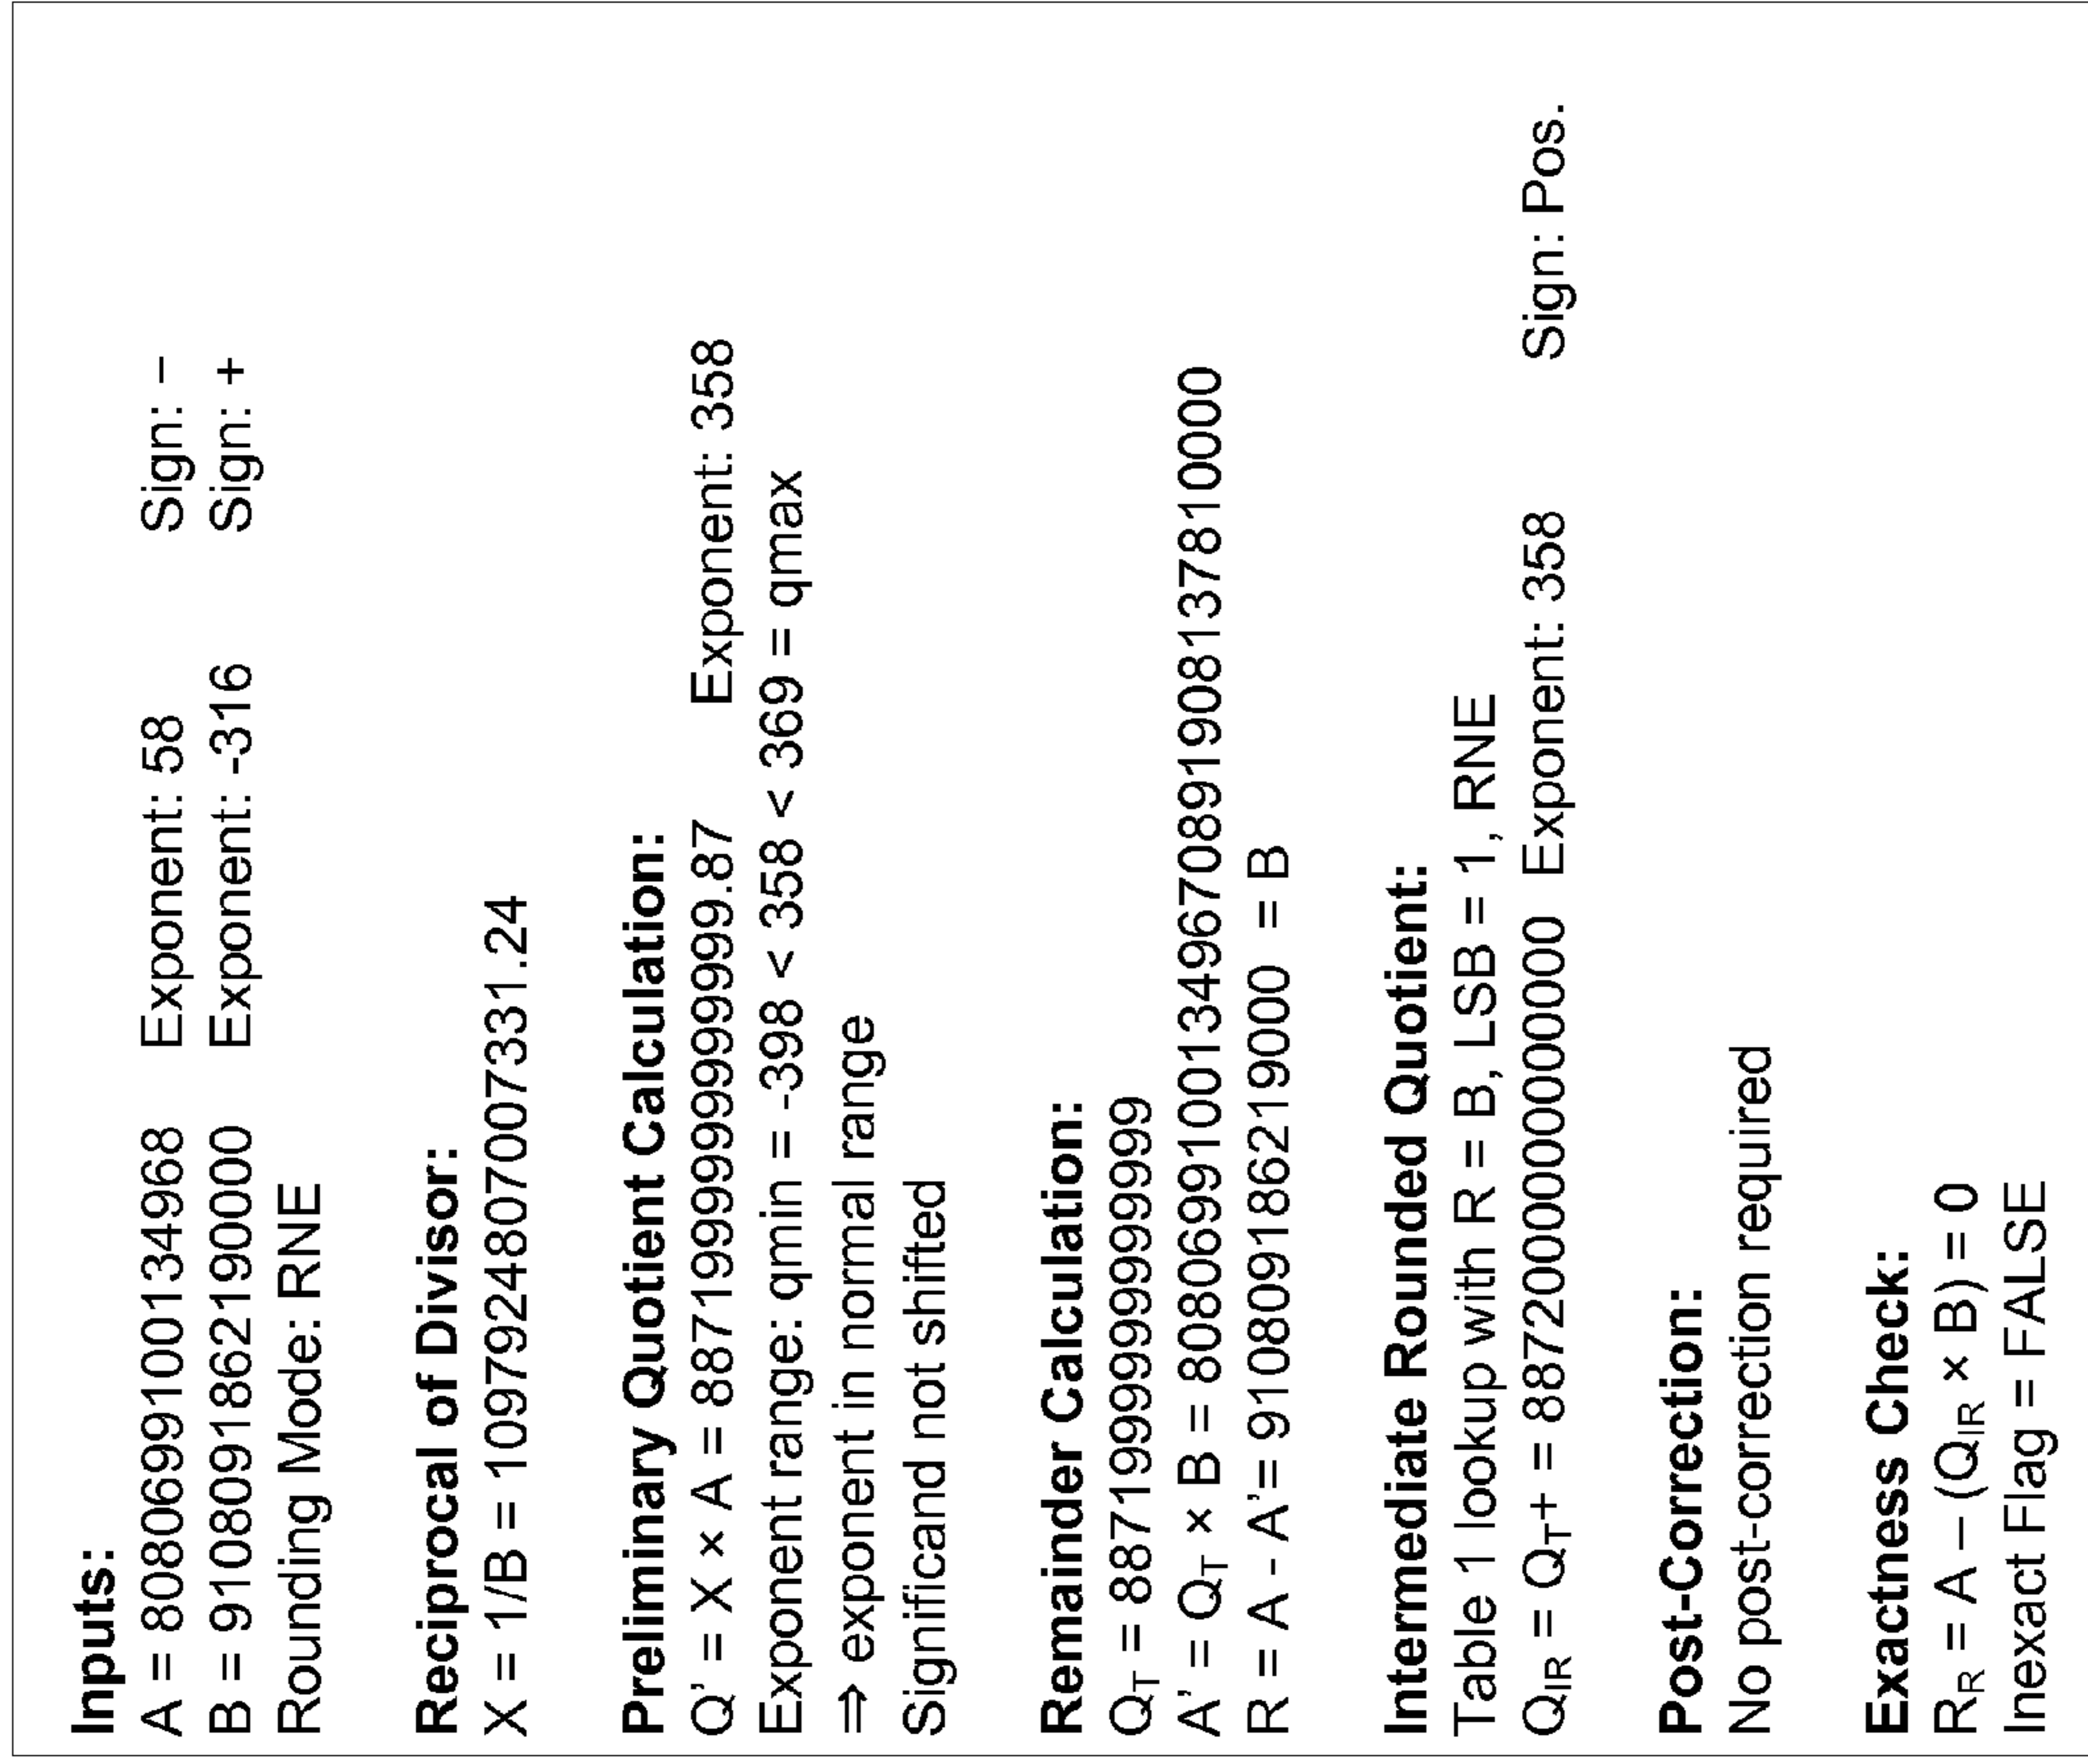 Inputs:
A = 8080699100134968 Exponent: 58 Sign: –
B = 9108091862190000 Exponent: -316 Sign: +
Rounding Mode: RNE
Reciprocal of Divisor:
X = 1/B = 1097924807007331.24
Preliminary Quotient Calculation:
Q' = X × A = 8871999999999999.87 Exponent: 358
Exponent range: qmin = -398 < 358 < 369 = qmax
⇒ exponent in normal range
Significand not shifted
Remainder Calculation:
QT = 8871999999999999
A' = QT × B = 80806991001349670891908137810000
R = A - A'= 9108091862190000 = B
Intermediate Rounded Quotient:
Table 1 lookup with R = B, LSB = 1, RNE
QIR = QT+ = 8872000000000000 Exponent: 358 Sign: Pos.
Post-Correction:
No post-correction required
Exactness Check:
RR = A – (QIR × B) = 0
Inexact Flag = FALSE